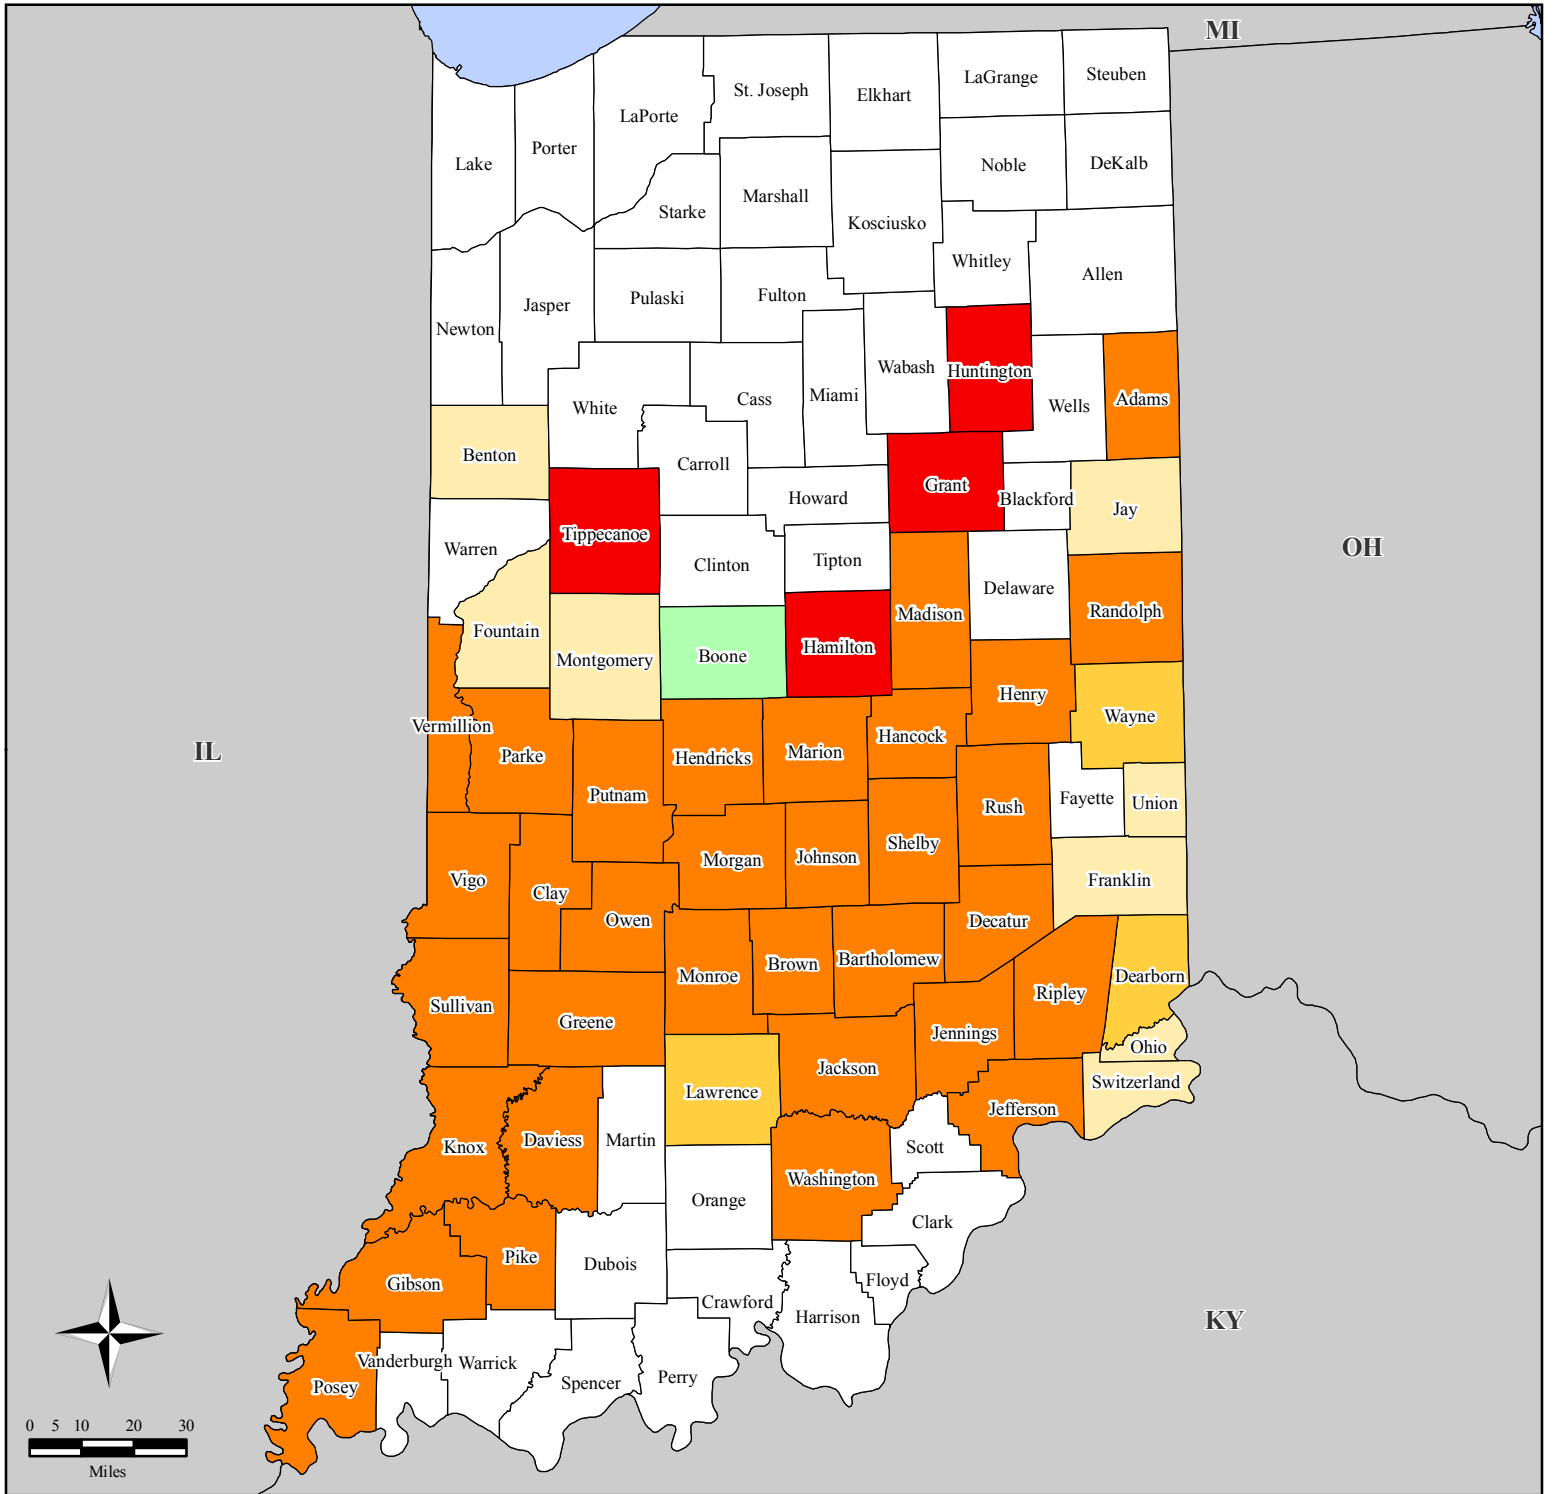 MI
LaGrange
Steuben
St. Joseph
Elkhart
LaPorte
Porter
Lake
Noble
DeKalb
Marshall
Starke
Kosciusko
Whitley
Allen
Jasper
Pulaski
Fulton
Newton
Wabash
Huntington
Miami
Cass
White
Wells
Adams
Benton
Carroll
Grant
Howard
Blackford
Jay
Tippecanoe
Warren
Clinton
Tipton
OH
Delaware
Madison
Randolph
Fountain
Montgomery
Boone
Hamilton
Henry
Wayne
Vermillion
IL
Parke
Hendricks
Marion
Hancock
Putnam
Rush
Fayette
Union
Morgan
Johnson
Shelby
Vigo
Clay
Franklin
Owen
Decatur
Monroe
Brown
Bartholomew
Dearborn
Sullivan
Ripley
Greene
Jennings
Ohio
Jackson
Lawrence
Switzerland
Jefferson
Knox
Daviess
Martin
Scott
Washington
Orange
Clark
Pike
Dubois
Gibson
Floyd
Crawford
Harrison
KY
Vanderburgh
Warrick
Posey
Spencer
Perry
0 5 10 20 30
Miles